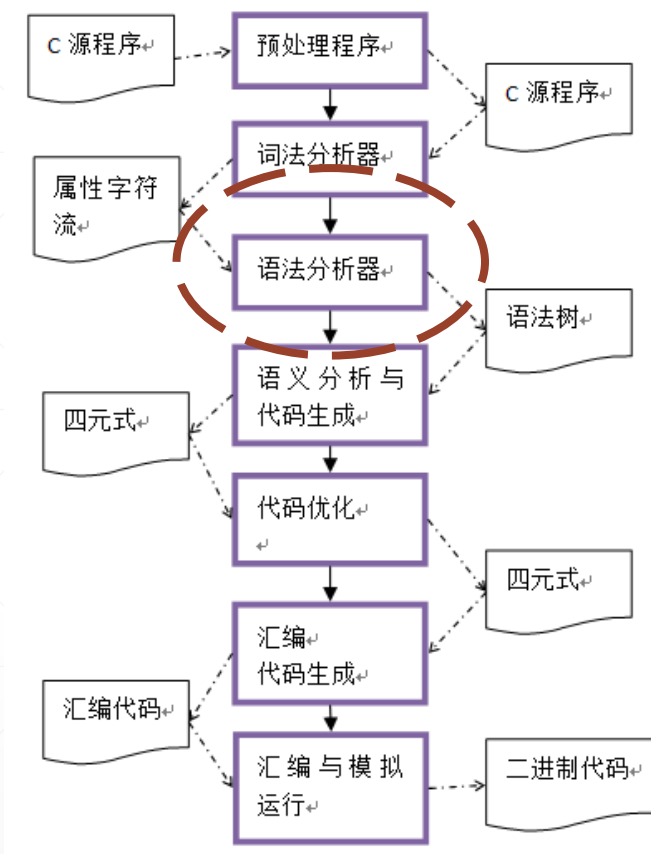 C 源程序
预处理程序
C 源程序
词法分析器
属性字符
流
语法分析器
语法树
语义分析与
代码生成
四元式
代码优化
四元式
汇编
代码生成
汇编代码
汇编与模拟
运行
二进制代码